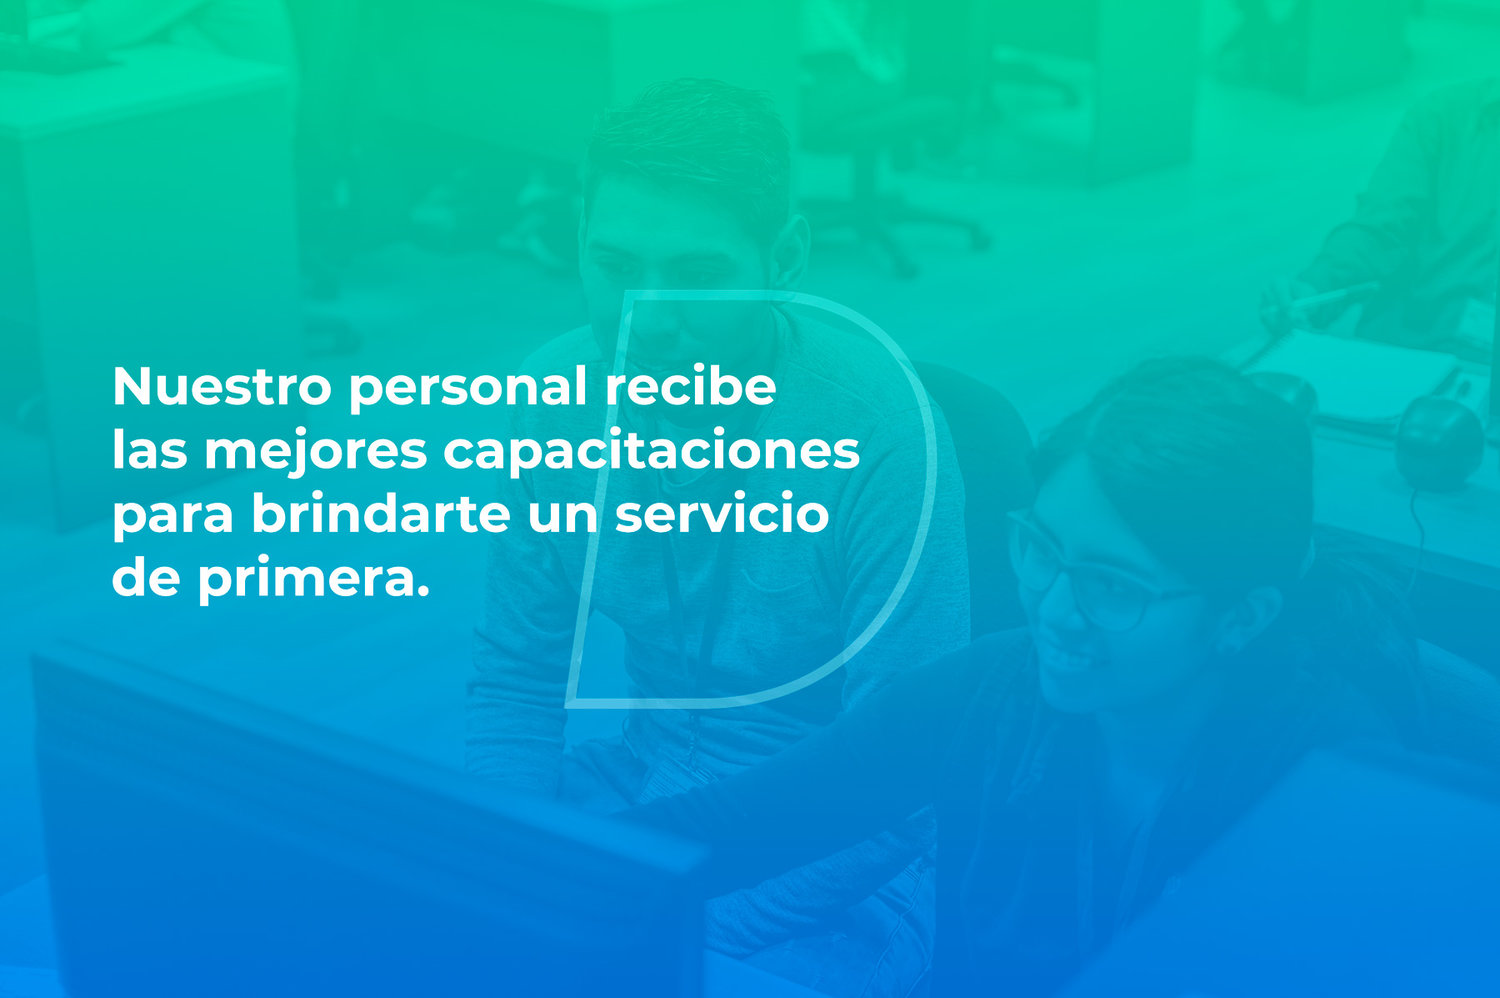 Nuestro personal recibe
las mejores capacitaciones
para brindarte un servicio
de primera.
D